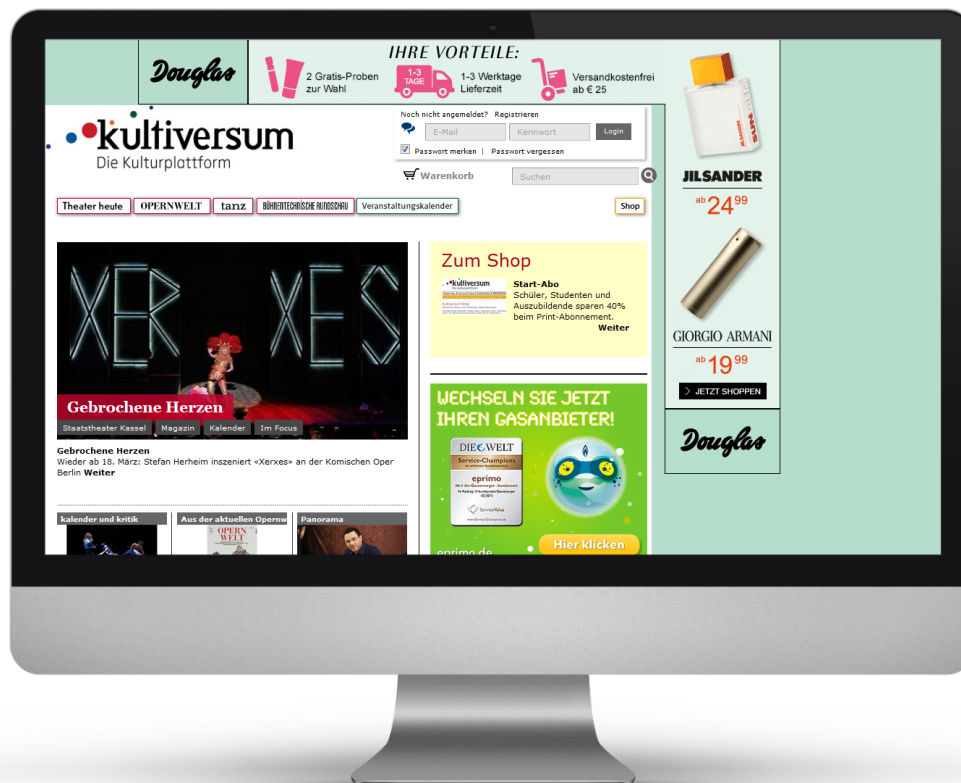 Douglas
IHRE VORTEILE:
2 Gratis-Proben
zur Wahl
1-3
TAGE
1-3 Werktage
Lieferzeit
Versandkostenfrei
ab € 25
kultiversum
Die Kulturplattform
Noch nicht angemeldet? Registrieren
E-Mail Kennwort Login
Passwort merken | Passwort vergessen
Warenkorb Suchen
Theater heute OPERNWELT tanz BÜHNENTECHNISCHE RUNDSCHAU Veranstaltungskalender Shop
XERXES
Gebrochene Herzen
Staatstheater Kassel Magazin Kalender Im Focus
Gebrochene Herzen
Wieder ab 18. März: Stefan Herheim inszeniert «Xerxes» an der Komischen Oper
Berlin Weiter
kalender und kritik Aus der aktuellen Opernw Panorama
OPERN
WELT
Zum Shop
kultiversum
Start-Abo
Schüler, Studenten und
Auszubildende sparen 40%
beim Print-Abonnement.
Weiter
WECHSELN SIE JETZT
IHREN GASANBIETER!
DIE WELT
Service-Champions
eprimo
ServiceValue
eprimo.de
Hier klicken
JIL SANDER
JIL SANDER
ab 24 99
GIORGIO ARMANI
ab 19 99
> JETZT SHOPPEN
Douglas